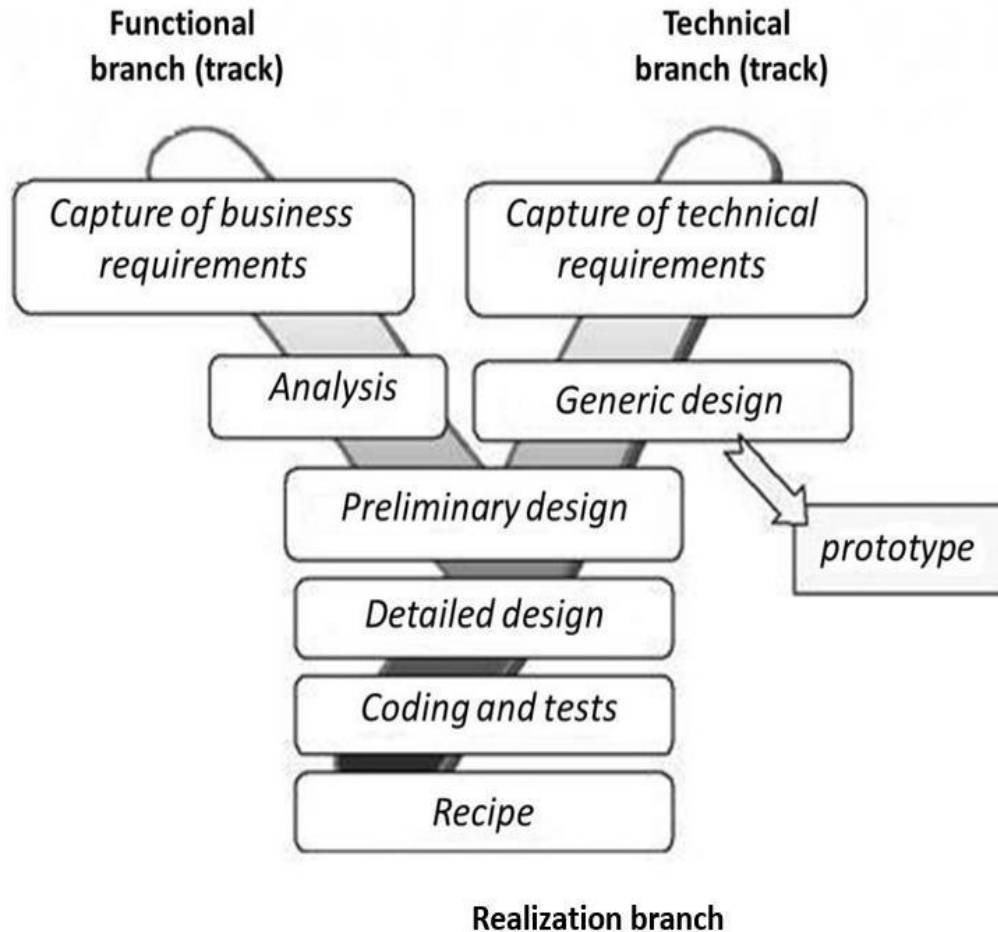 Functional
branch (track)
Technical
branch (track)
Capture of business
requirements
Capture of technical
requirements
Analysis
Generic design
Preliminary design
prototype
Detailed design
Coding and tests
Recipe
Realization branch